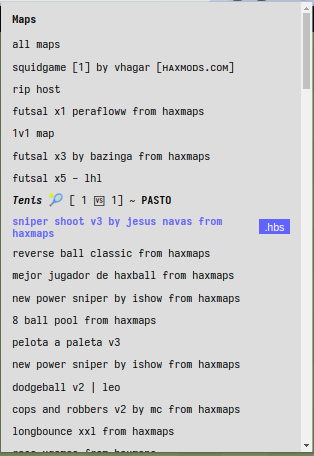 Maps
all maps
squidgame [1] by vhagar [ʜᴀxᴍᴏᴅs.ᴄᴏᴍ]
rip host
futsal x1 perafloww from haxmaps
1v1 map
futsal x3 by bazinga from haxmaps
futsal x5 - lhl
Tenis 🎾 [ 1 🆚 1] ~ PASTO
sniper shoot v3 by jesus navas from
haxmaps
.hbs
reverse ball classic from haxmaps
mejor jugador de haxball from haxmaps
new power sniper by ishow from haxmaps
8 ball pool from haxmaps
pelota a paleta v3
new power sniper by ishow from haxmaps
dodgeball v2 | leo
cops and robbers v2 by mc from haxmaps
longbounce xxl from haxmaps